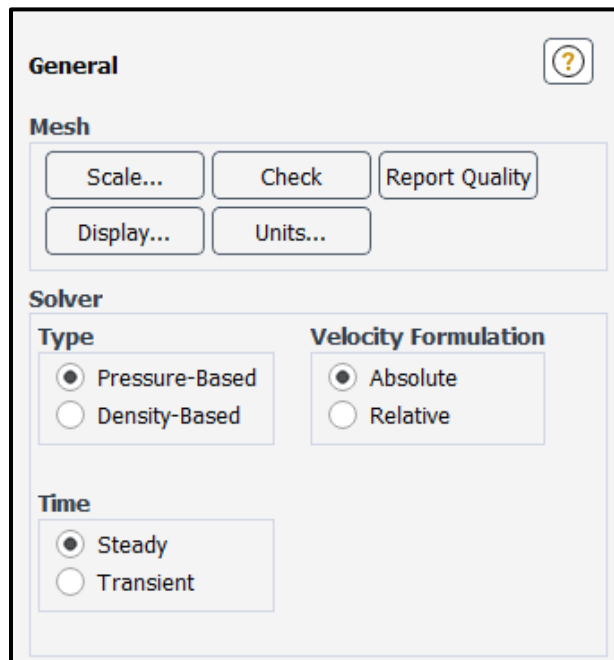 General
?
Mesh
Scale... Check Report Quality
Display... Units...
Solver
Type Velocity Formulation
Pressure-Based Absolute
Density-Based Relative
Time
Steady
Transient